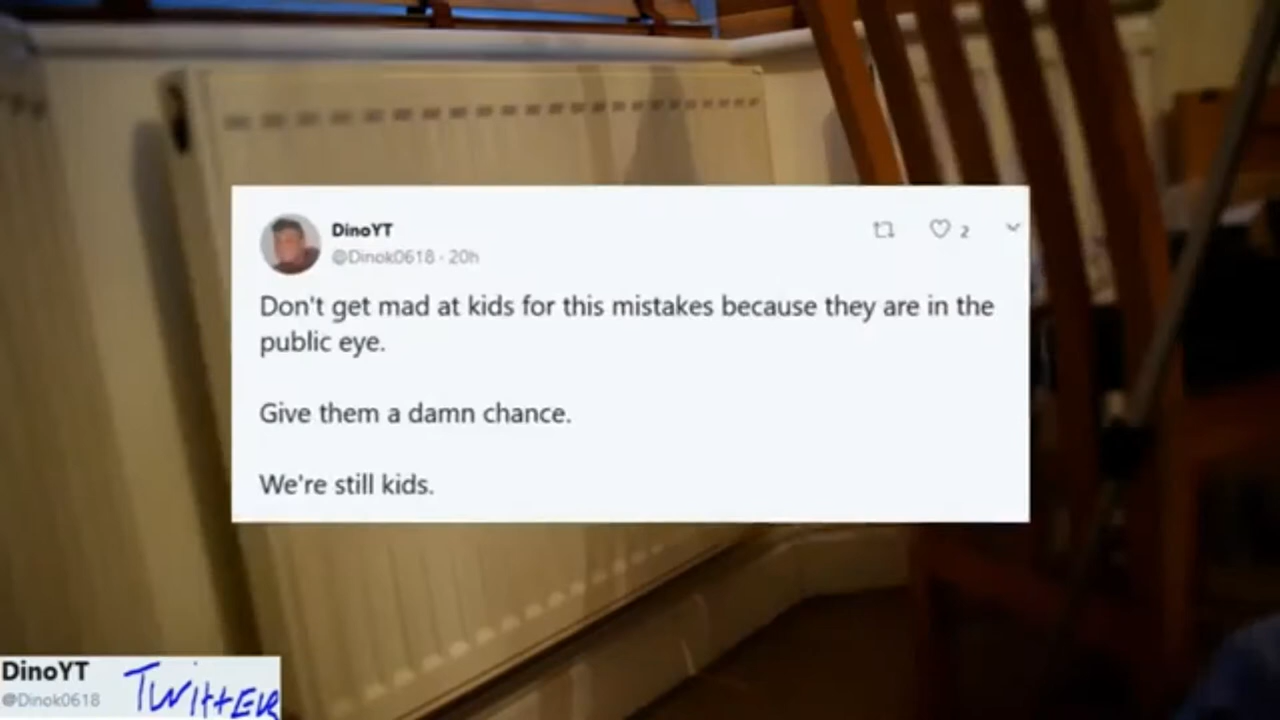 DinoYT
@Dinok0618 · 20h
2
Don't get mad at kids for this mistakes because they are in the
public eye.
Give them a damn chance.
We're still kids.
DinoYT
@Dinok0618
TWITTER